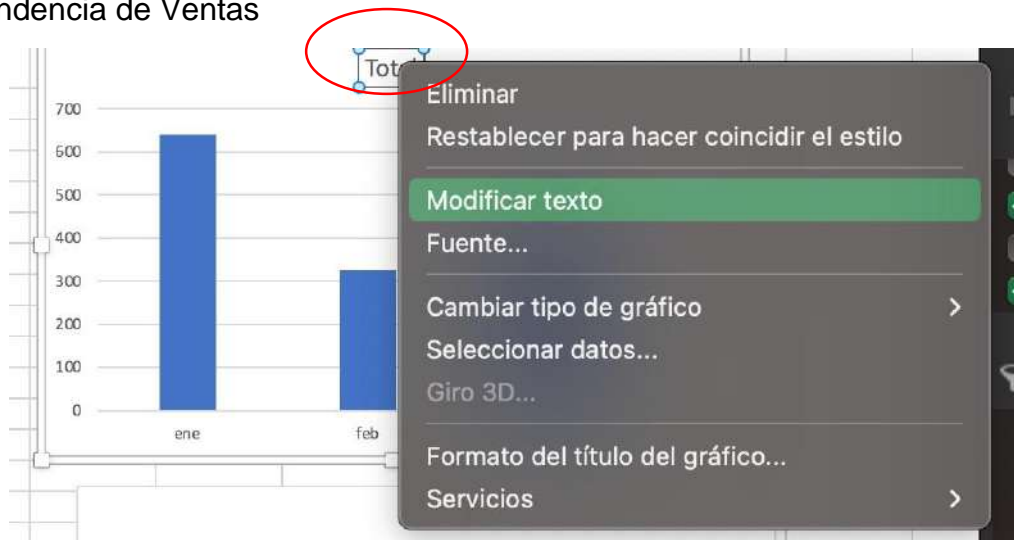 ndencia de Ventas
Total
Eliminar
Restablecer para hacer coincidir el estilo
Modificar texto
Fuente...
Cambiar tipo de gráfico
Seleccionar datos...
Giro 3D...
Formato del título del gráfico...
Servicios
700
600
500
400
300
200
100
0
ene
feb